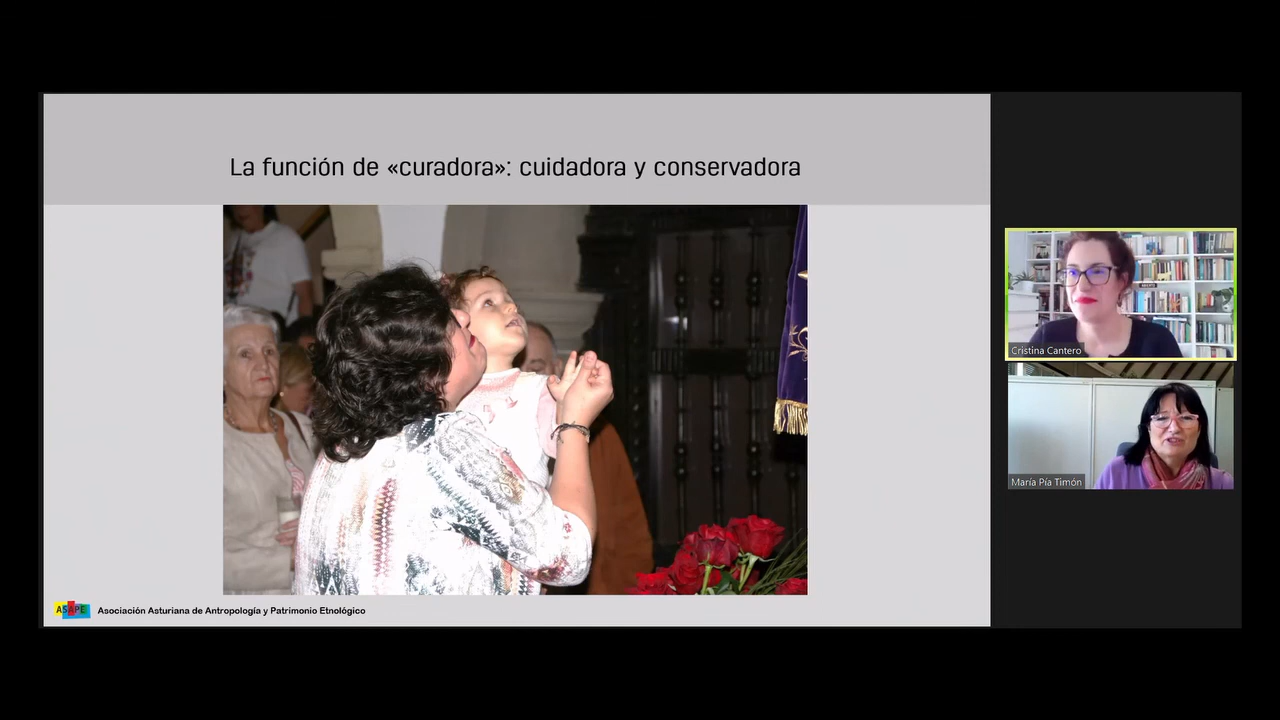 La función de «curadora»: cuidadora y conservadora
Cristina Cantero
María Pía Timón
ASAPE Asociación Asturiana de Antropología y Patrimonio Etnológico